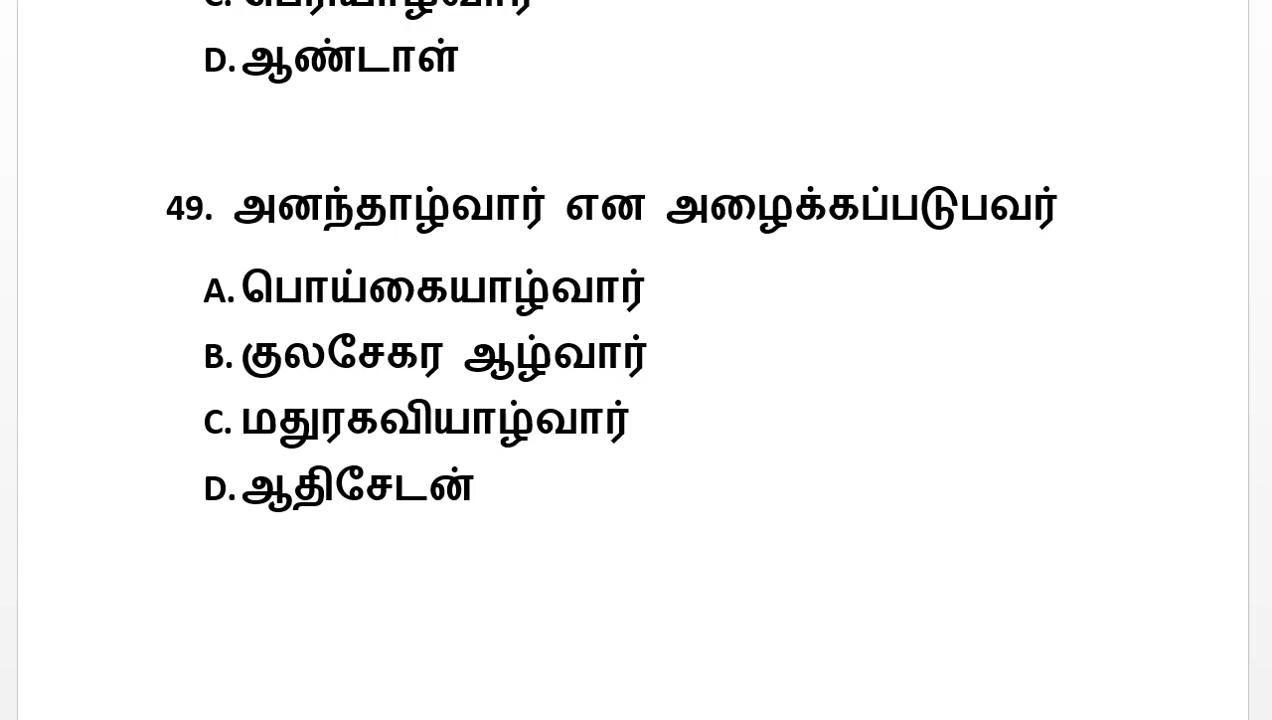 C. பெரியாழ்வார்
D. ஆண்டாள்
49. அனந்தாழ்வார் என அழைக்கப்படுபவர்
A. பொய்கையாழ்வார்
B. குலசேகர ஆழ்வார்
C. மதுரகவியாழ்வார்
D. ஆதிசேடன்